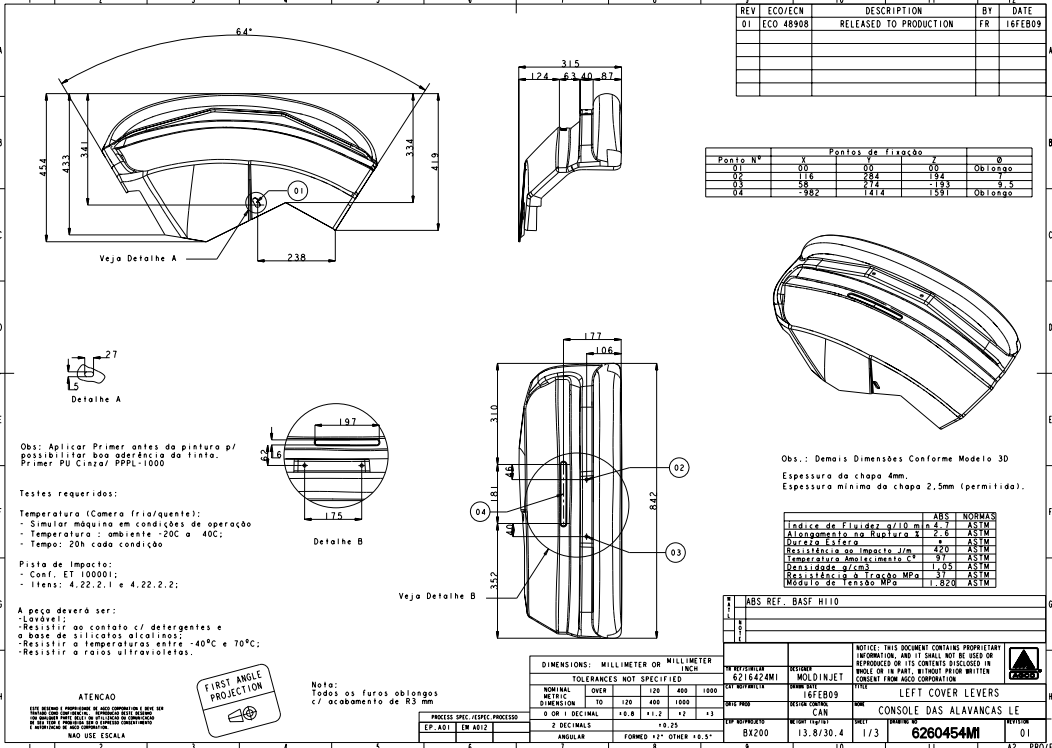 REV ECO/ECN DESCRIPTION BY DATE
01 ECO 48908 RELEASED TO PRODUCTION FR 16FEB09
64°
454
433
341
334
419
01
Veja Detalhe A
238
315
124 63 40 87
Pontos de fixação
Ponto Nº X Y Z Ø
01 00 00 00 Oblongo
02 116 284 194 7
03 58 274 -193 9,5
04 -982 1414 1591 Oblongo
27
5
Detalhe A
Obs: Aplicar Primer antes da pintura p/
possibilitar boa aderência da tinta.
Primer PU Cinza/ PPPL-1000
Testes requeridos:
Temperatura (Camera fria/quente):
- Simular máquina em condições de operação
- Temperatura : ambiente -20C a 40C;
- Tempo: 20h cada condição
Pista de Impacto:
- Conf. ET 100001;
- Itens: 4.22.2.1 e 4.22.2.2;
A peça deverá ser:
-Lavável;
-Resistir ao contato c/ detergentes e
a base de silicatos alcalinos;
-Resistir a temperaturas entre -40ºC e 70ºC;
-Resistir a raios ultravioletas.
197
62
6
175
Detalhe B
177
106
310
46
181
40
352
842
02
03
04
Veja Detalhe B
Obs.: Demais Dimensões Conforme Modelo 3D
Espessura da chapa 4mm.
Espessura mínima da chapa 2,5mm (permitida).
ABS NORMAS
Indice de Fluidez g/10 min 4.7 ASTM
Alongamento na Ruptura % 2.6 ASTM
Dureza Esfera * ASTM
Resistência ao Impacto J/m 420 ASTM
Temperatura Amolecimento Cº 97 ASTM
Densidade g/cm3 1,05 ASTM
Resistência à Tração MPa 37 ASTM
Módulo de Tensão MPa 1.820 ASTM
ABS REF. BASF H110
ATENCAO
NAO USE ESCALA
FIRST ANGLE
PROJECTION
Nota:
Todos os furos oblongos
c/ acabamento de R3 mm
PROCESS SPEC./ESPEC.PROCESSO
EP.A01 EM A012
DIMENSIONS: MILLIMETER OR MILLIMETER
INCH
TOLERANCES NOT SPECIFIED
NOMINAL METRIC DIMENSION OVER 120 400 1000
TO 120 400 1000
0 OR 1 DECIMAL ±0.8 ±1.2 ±2 ±3
2 DECIMALS ±0.25
ANGULAR FORMED ±2° OTHER ±0.5°
6216424M1
DESIGNER
MOLDINJET
16FEB09
DESIGN CONTROL
CAN
BX200
13.8/30.4
NOTICE: THIS DOCUMENT CONTAINS PROPRIETARY
INFORMATION, AND IT SHALL NOT BE USED OR
REPRODUCED OR ITS CONTENTS DISCLOSED IN
WHOLE OR IN PART, WITHOUT PRIOR WRITTEN
CONSENT FROM AGCO CORPORATION
AGCO
TITLE
LEFT COVER LEVERS
CONSOLE DAS ALAVANCAS LE
SHEET
1/3
6260454M1
REVISION
01